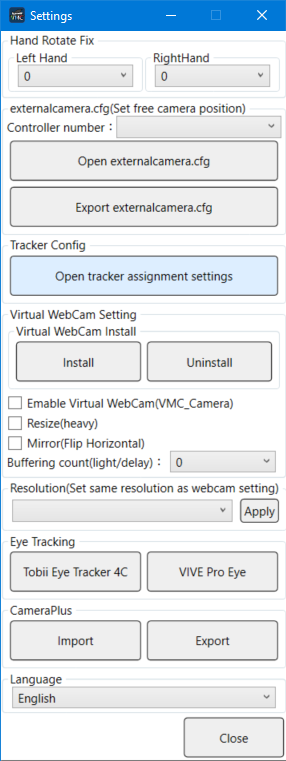 VMC Settings
Hand Rotate Fix
Left Hand RightHand
0 0
externalcamera.cfg(Set free camera position)
Controller number：
Open externalcamera.cfg
Export externalcamera.cfg
Tracker Config
Open tracker assignment settings
Virtual WebCam Setting
Virtual WebCam Install
Install Uninstall
Enable Virtual WebCam(VMC_Camera)
Resize(heavy)
Mirror(Flip Horizontal)
Buffering count(light/delay)： 0
Resolution(Set same resolution as webcam setting)
Apply
Eye Tracking
Tobii Eye Tracker 4C VIVE Pro Eye
CameraPlus
Import Export
Language
English
Close